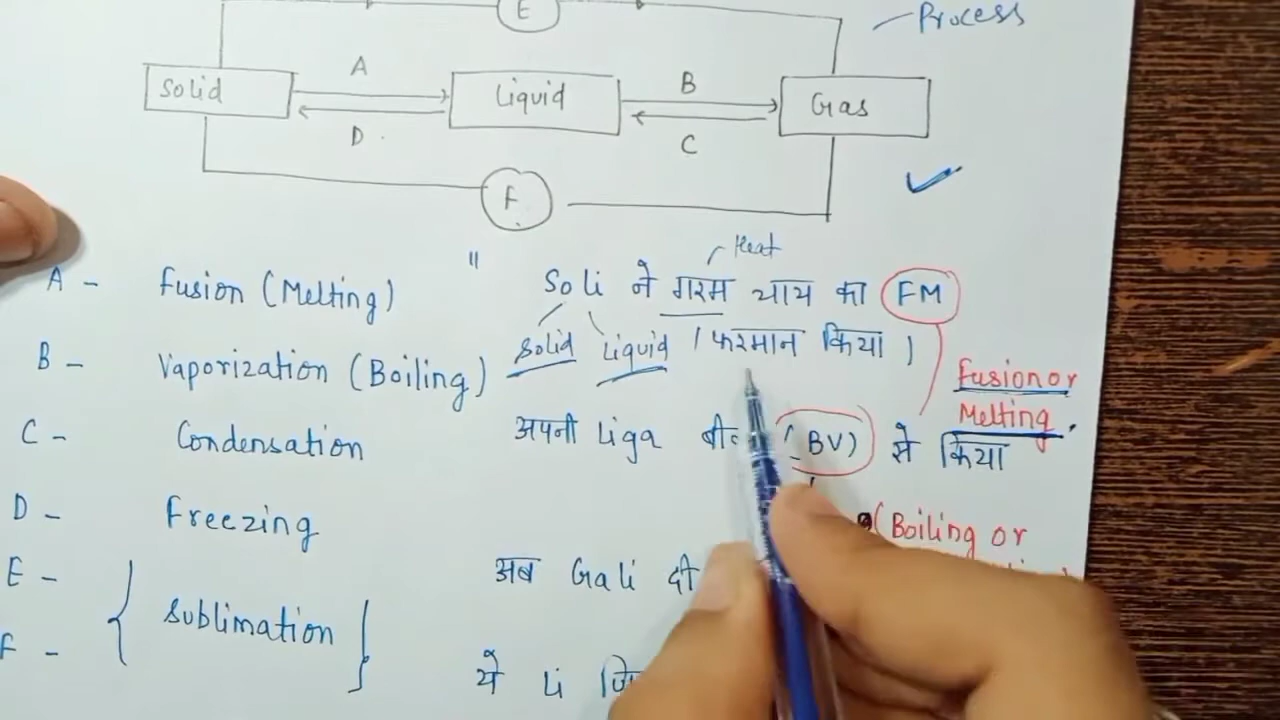 E
Process
A
B
Solid
Liquid
Gas
D
C
F
Heat
A - Fusion (Melting)
" Soli ने गरम चाय का FM
B - Vaporization (Boiling)
Solid Liquid (फरमान किया)
Fusion or
Melting.
C - Condensation
अपनी Liga (BV) से किया
D - Freezing
(Boiling or
E -
अब Gali दी
Sublimation
F -
ये Li